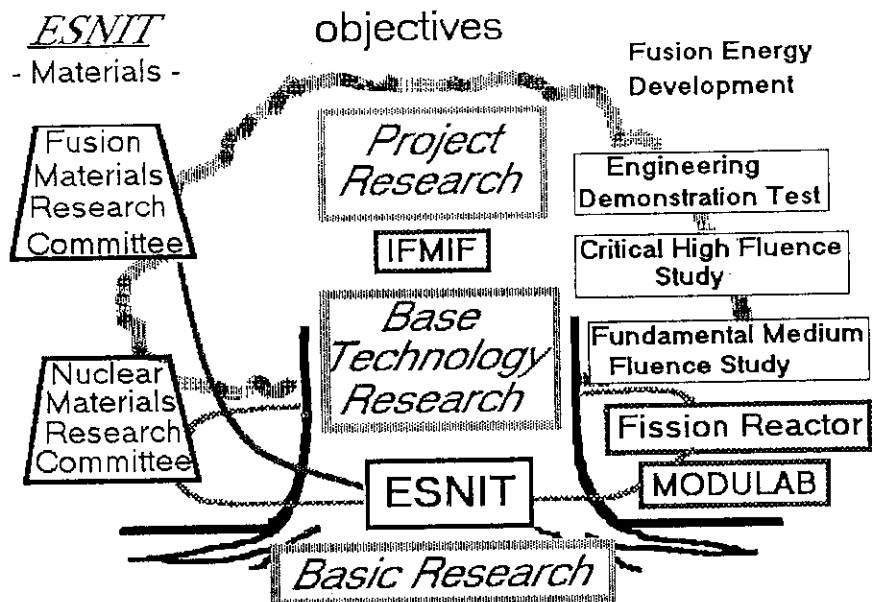 ESNIT
- Materials -
objectives
Fusion Energy
Development
Fusion
Materials
Research
Committee
Project
Research
Engineering
Demonstration Test
IFMIF
Critical High Fluence
Study
Base
Technology
Research
Fundamental Medium
Fluence Study
Nuclear
Materials
Research
Committee
Fission Reactor
ESNIT
MODULAB
Basic Research